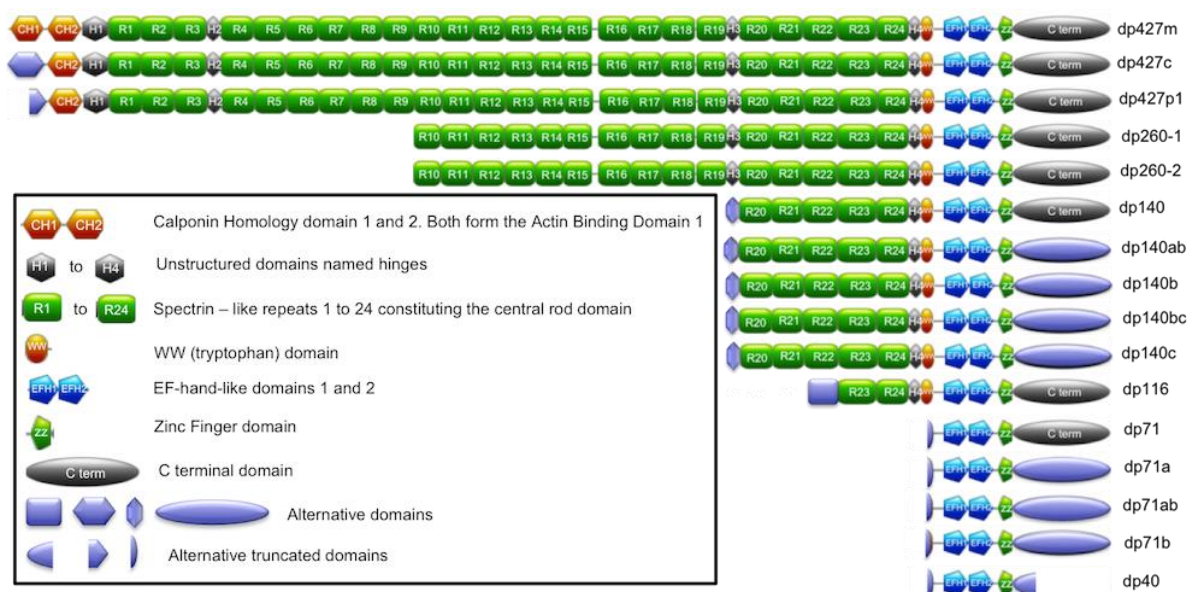 CH1 CH2 H1 R1 R2 R3 H2 R4 R5 R6 R7 R8 R9 R10 R11 R12 R13 R14 R15 R16 R17 R18 R19 H3 R20 R21 R22 R23 R24 H4 WW EFH1 EFH2 ZZ C term dp427m
CH2 H1 R1 R2 R3 H2 R4 R5 R6 R7 R8 R9 R10 R11 R12 R13 R14 R15 R16 R17 R18 R19 H3 R20 R21 R22 R23 R24 H4 WW EFH1 EFH2 ZZ C term dp427c
CH2 H1 R1 R2 R3 H2 R4 R5 R6 R7 R8 R9 R10 R11 R12 R13 R14 R15 R16 R17 R18 R19 H3 R20 R21 R22 R23 R24 H4 WW EFH1 EFH2 ZZ C term dp427p1
R10 R11 R12 R13 R14 R15 R16 R17 R18 R19 H3 R20 R21 R22 R23 R24 H4 WW EFH1 EFH2 ZZ C term dp260-1
R10 R11 R12 R13 R14 R15 R16 R17 R18 R19 H3 R20 R21 R22 R23 R24 H4 WW EFH1 EFH2 ZZ C term dp260-2
R20 R21 R22 R23 R24 H4 WW EFH1 EFH2 ZZ C term dp140
R20 R21 R22 R23 R24 H4 WW EFH1 EFH2 ZZ dp140ab
R20 R21 R22 R23 R24 H4 WW EFH1 EFH2 ZZ dp140b
R20 R21 R22 R23 R24 H4 WW EFH1 EFH2 ZZ dp140bc
R20 R21 R22 R23 R24 H4 WW EFH1 EFH2 ZZ dp140c
R23 R24 H4 WW EFH1 EFH2 ZZ C term dp116
EFH1 EFH2 ZZ C term dp71
EFH1 EFH2 ZZ dp71a
EFH1 EFH2 ZZ dp71ab
EFH1 EFH2 ZZ dp71b
EFH1 EFH2 ZZ dp40
CH1 CH2 Calponin Homology domain 1 and 2. Both form the Actin Binding Domain 1
H1 to H4 Unstructured domains named hinges
R1 to R24 Spectrin – like repeats 1 to 24 constituting the central rod domain
WW WW (tryptophan) domain
EFH1 EFH2 EF-hand-like domains 1 and 2
ZZ Zinc Finger domain
C term C terminal domain
Alternative domains
Alternative truncated domains